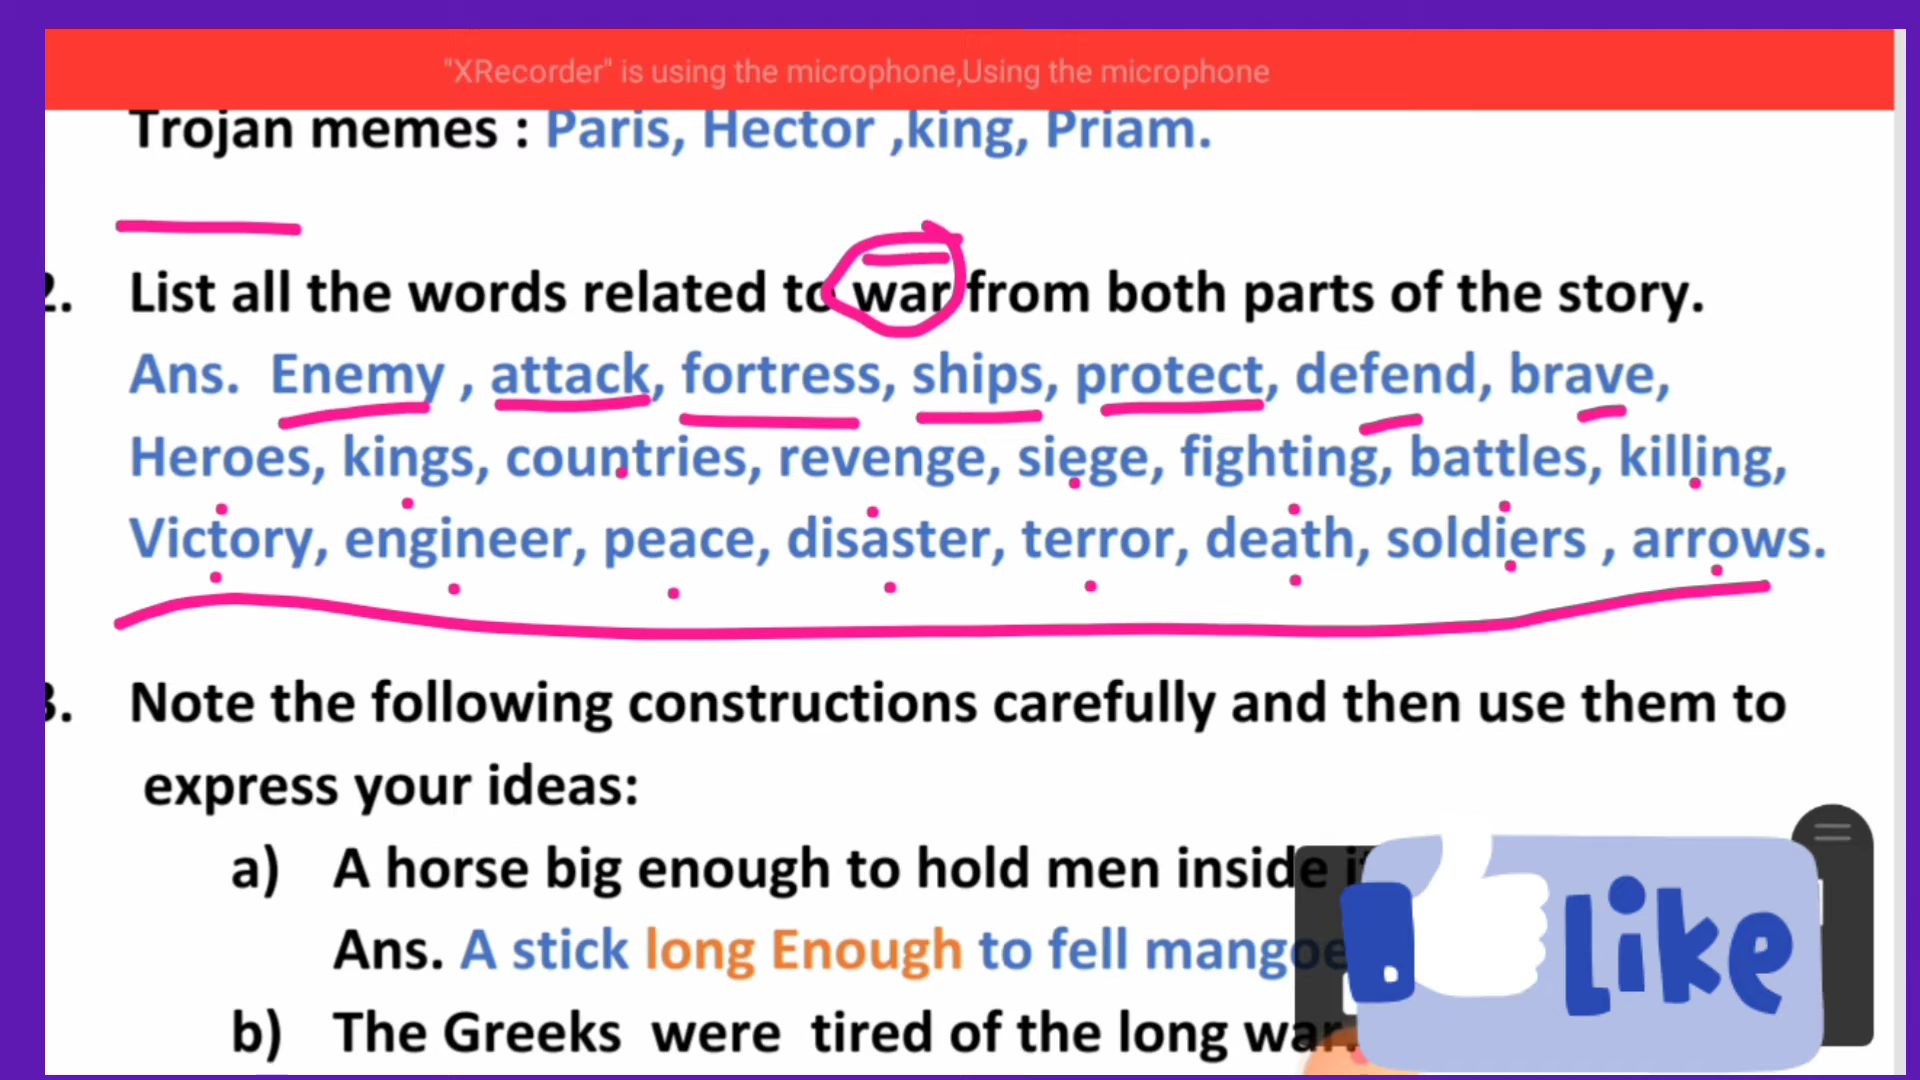 "XRecorder" is using the microphone,Using the microphone
Trojan memes : Paris, Hector ,king, Priam.
2. List all the words related to war from both parts of the story.
Ans. Enemy , attack, fortress, ships, protect, defend, brave,
Heroes, kings, countries, revenge, siege, fighting, battles, killing,
Victory, engineer, peace, disaster, terror, death, soldiers , arrows.
3. Note the following constructions carefully and then use them to
express your ideas:
a) A horse big enough to hold men inside
Ans. A stick long Enough to fell
b) The Greeks were tired of the long war.
Like